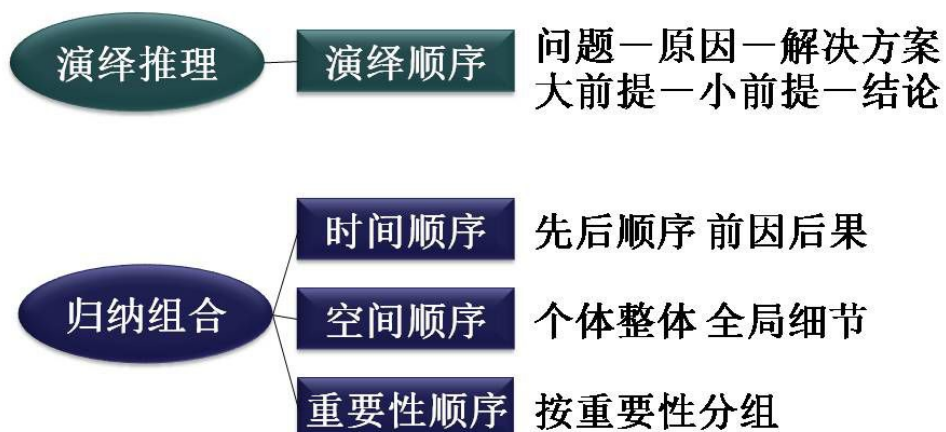 演绎推理
演绎顺序
问题－原因－解决方案
大前提－小前提－结论
归纳组合
时间顺序
先后顺序 前因后果
空间顺序
个体整体 全局细节
重要性顺序
按重要性分组